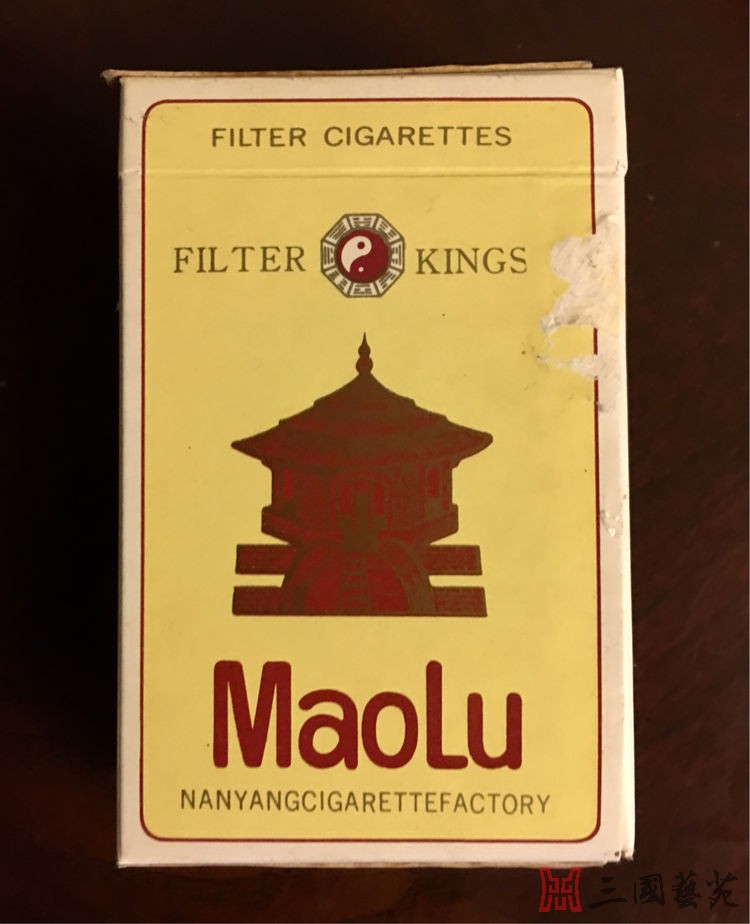 FILTER CIGARETTES
FILTER KINGS
MaoLu
NANYANGCIGARETTEFACTORY
三國藝苑